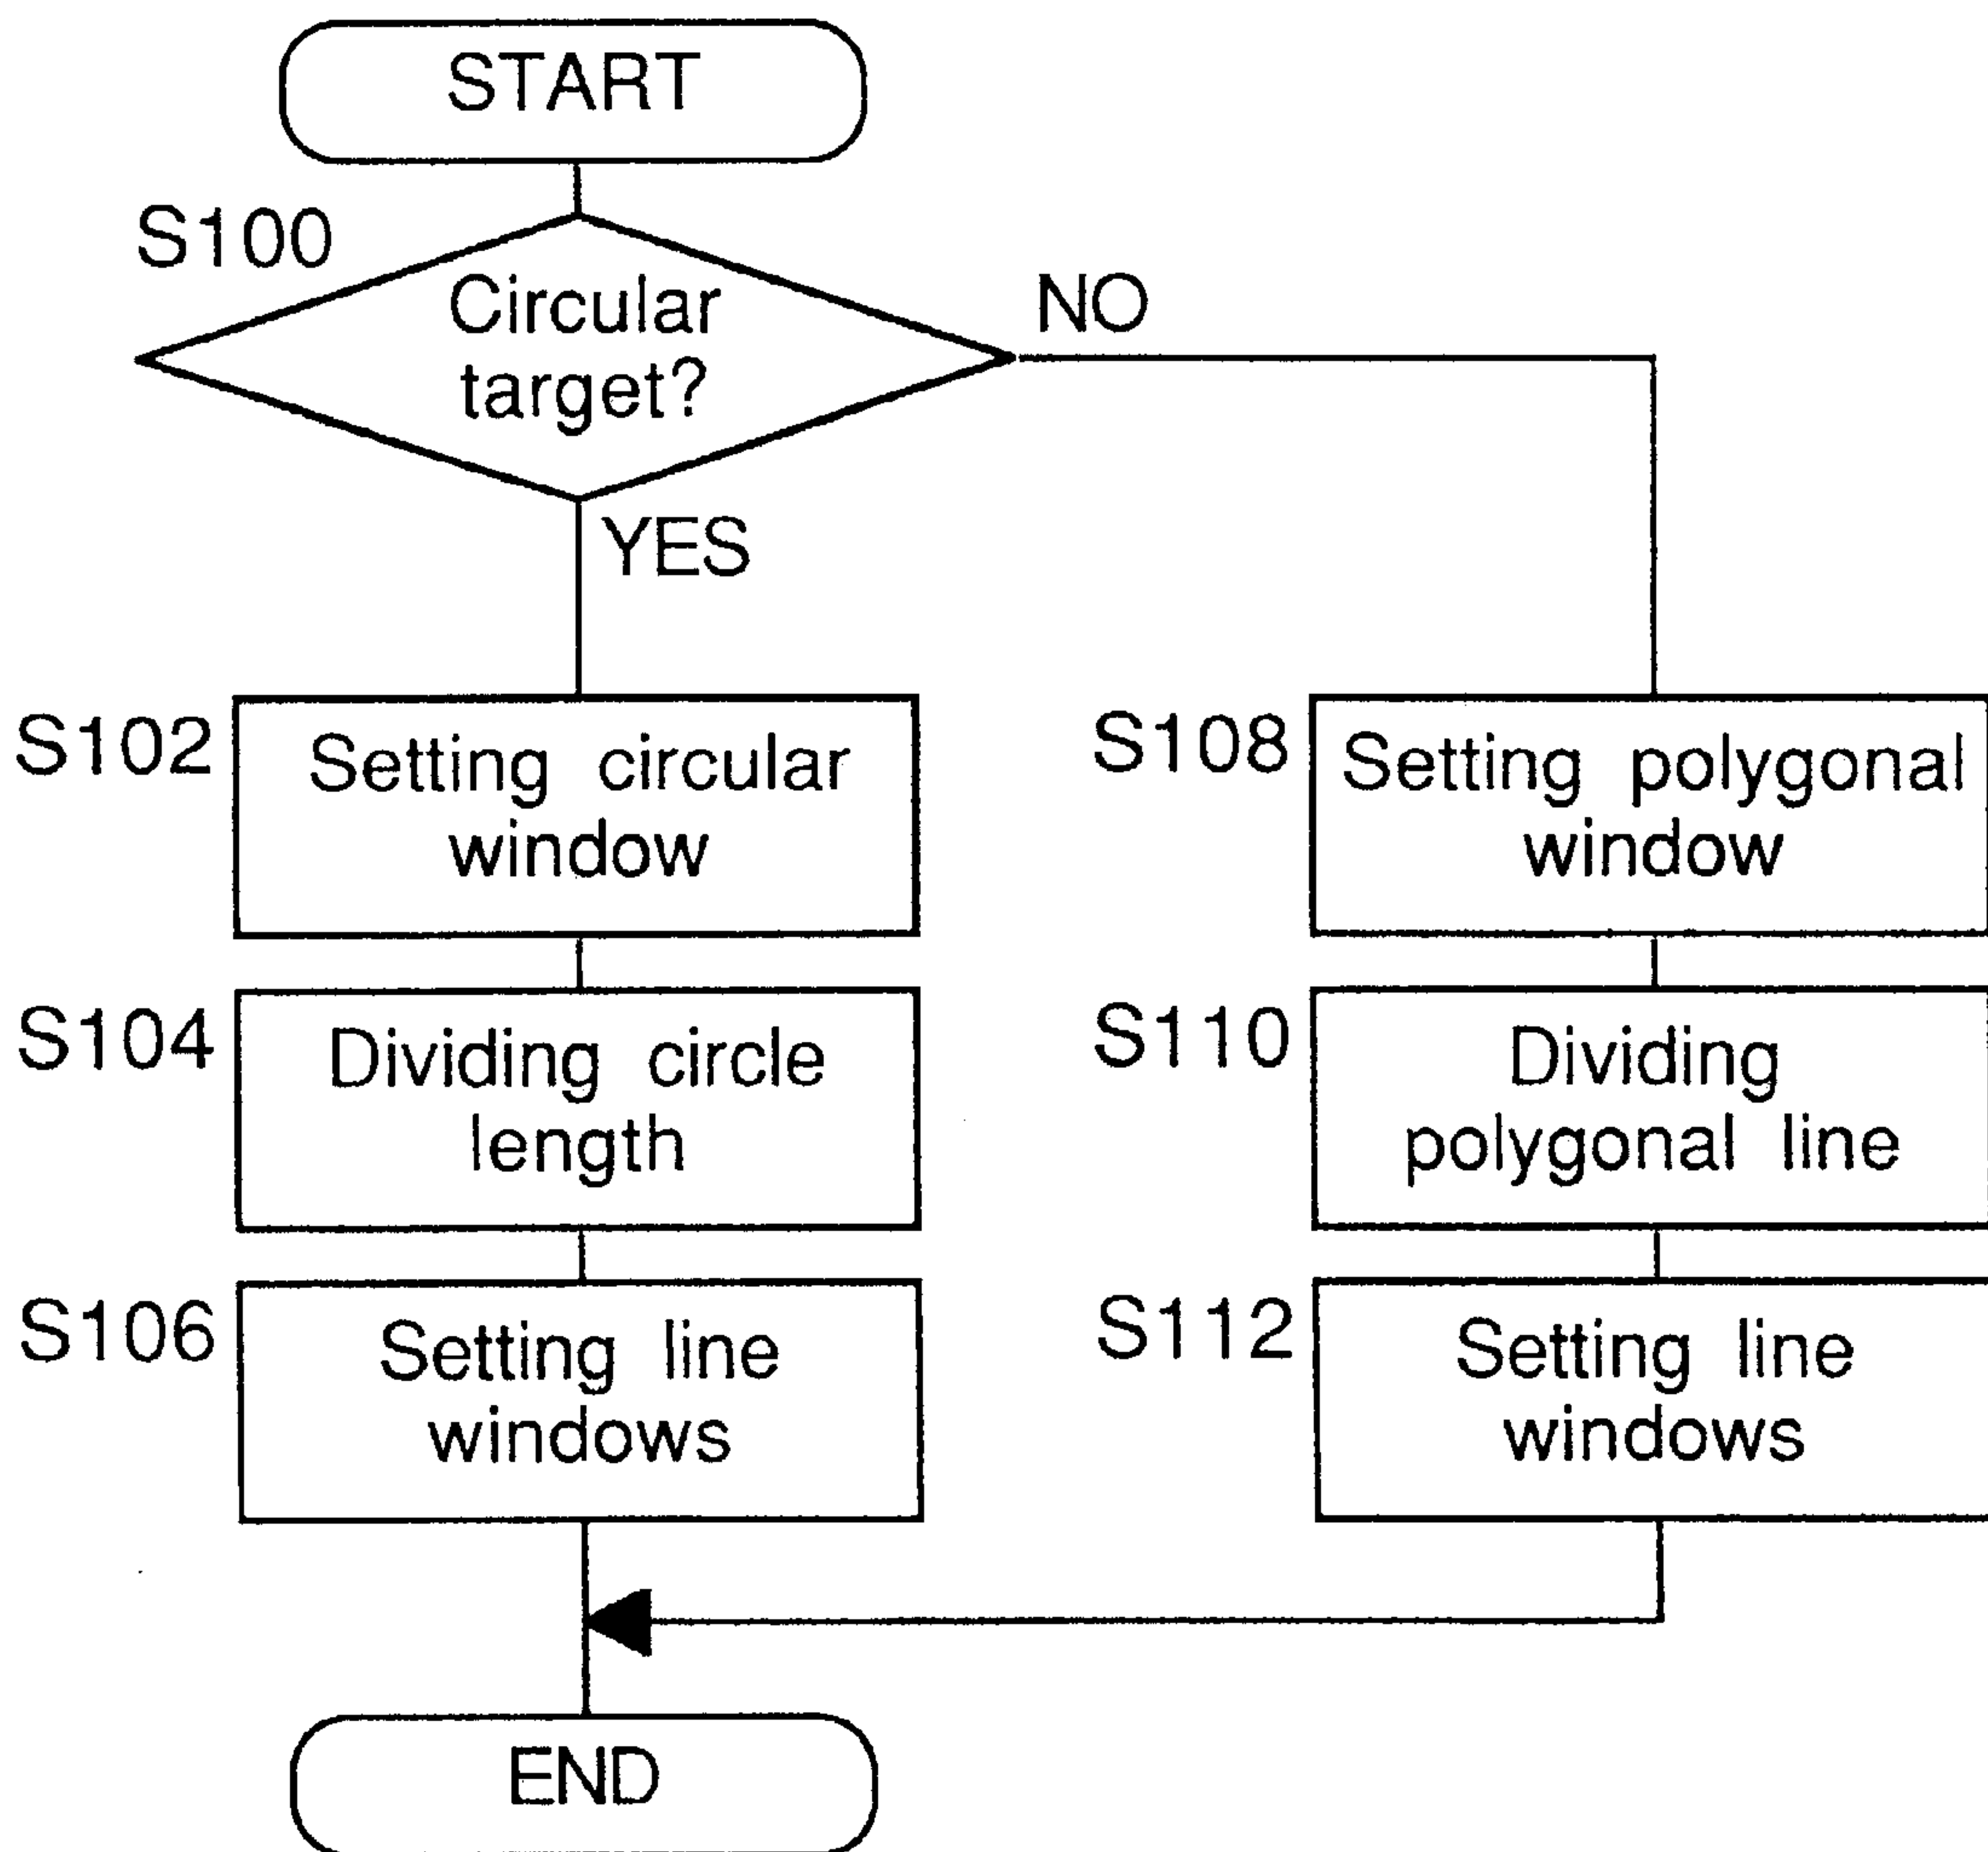 START
S100
Circular
target?
NO
YES
S102
Setting circular
window
S104
Dividing circle
length
S106
Setting line
windows
S108
Setting polygonal
window
S110
Dividing
polygonal line
S112
Setting line
windows
END